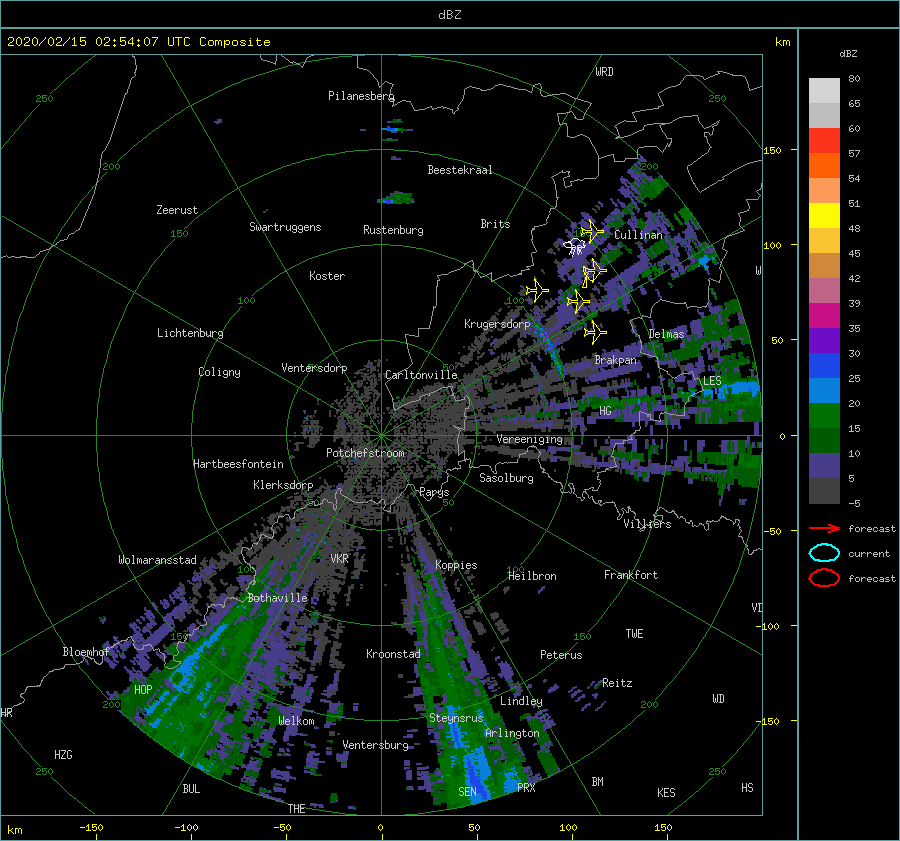 dBZ
2020/02/15 02:54:07 UTC Composite
km
dBZ
WRD
250
Pilanesberg
250
80
65
60
57
54
51
48
45
42
39
35
30
25
20
15
10
5
-5
150
200
Beestekraal
200
Zeerust
150
Swartruggens
Rustenburg
Brits
Cullinan
100
W
Koster
100
100
Lichtenburg
Krugersdorp
Delmas
50
Coligny
Ventersdorp
Carltonville
Brakpan
LES
HG
Vereeniging
0
Potchefstroom
Hartbeesfontein
Klerksdorp
Parys
Sasolburg
50
50
Villiers
-50
forecast
current
forecast
Wolmaransstad
VKR
Koppies
100
100
Heilbron
Frankfort
Bothaville
VD
-100
150
150
TWE
Bloemhof
Kroonstad
Peterus
HOP
Reitz
200
200
WD
HR
Lindley
Welkom
Steynsrus
-150
Arlington
Ventersburg
HZG
250
250
BUL
THE
SEN
PRX
BM
KES
HS
km
-150
-100
-50
0
50
100
150